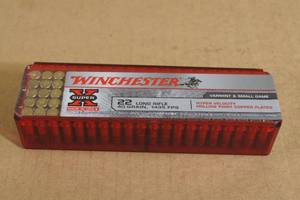 WINCHESTER
SUPER
X
VARMINT & SMALL GAME
22 LONG RIFLE
40 GRAIN, 1435 FPS
HYPER VELOCITY
HOLLOW POINT COPPER PLATED